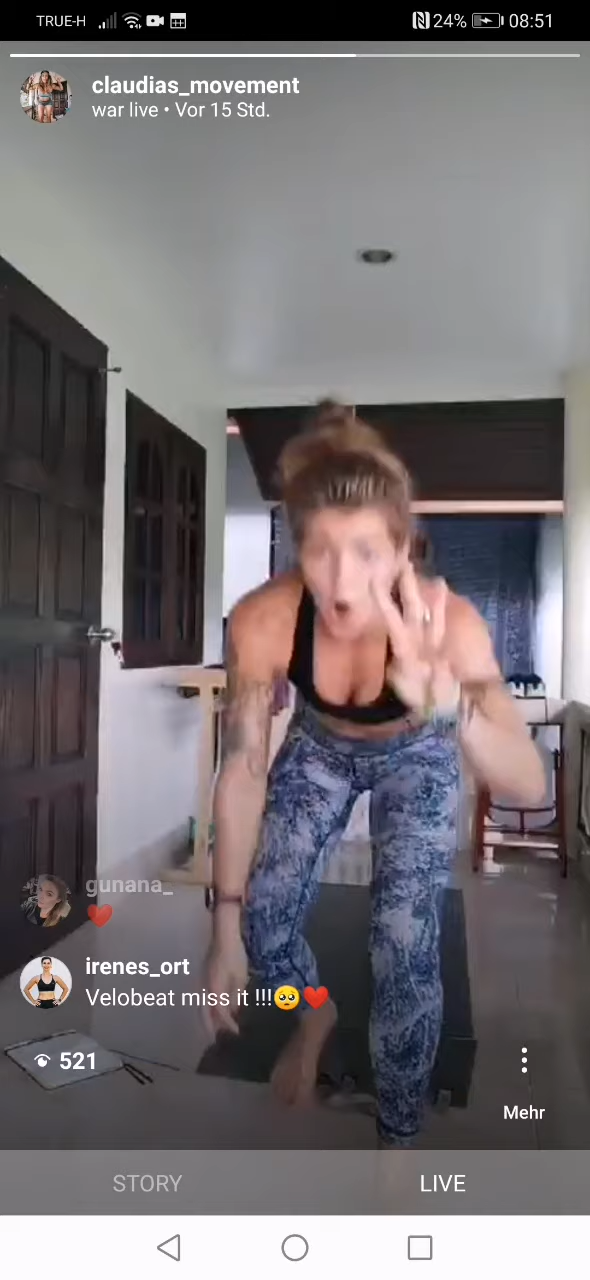 TRUE-H 24% 08:51
claudias_movement
war live • Vor 15 Std.
gunana_
❤️
irenes_ort
Velobeat miss it !!!🥺❤️
521
Mehr
STORY LIVE